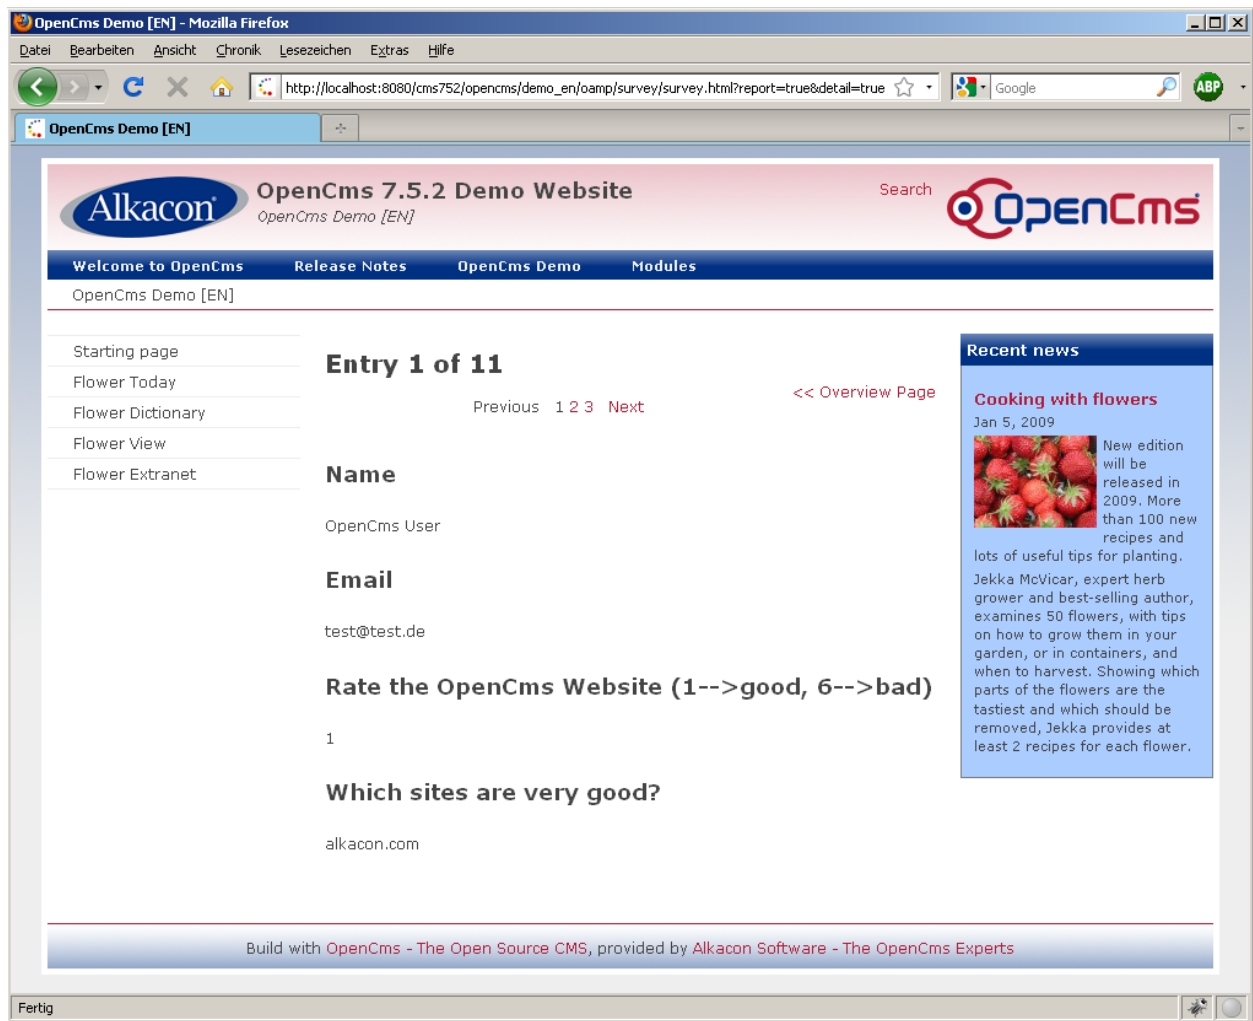 OpenCms Demo [EN] - Mozilla Firefox
Datei Bearbeiten Ansicht Chronik Lesezeichen Extras Hilfe
http://localhost:8080/cms752/opencms/demo_en/oamp/survey/survey.html?report=true&detail=true Google ABP
OpenCms Demo [EN]
Alkacon
OpenCms 7.5.2 Demo Website
OpenCms Demo [EN]
Search
OpenCms
Welcome to OpenCms Release Notes OpenCms Demo Modules
OpenCms Demo [EN]
Starting page
Flower Today
Flower Dictionary
Flower View
Flower Extranet
Entry 1 of 11
<< Overview Page
Previous 1 2 3 Next
Name
OpenCms User
Email
test@test.de
Rate the OpenCms Website (1-->good, 6-->bad)
1
Which sites are very good?
alkacon.com
Recent news
Cooking with flowers
Jan 5, 2009
New edition
will be
released in
2009. More
than 100 new
recipes and
lots of useful tips for planting.
Jekka McVicar, expert herb
grower and best-selling author,
examines 50 flowers, with tips
on how to grow them in your
garden, or in containers, and
when to harvest. Showing which
parts of the flowers are the
tastiest and which should be
removed, Jekka provides at
least 2 recipes for each flower.
Build with OpenCms - The Open Source CMS, provided by Alkacon Software - The OpenCms Experts
Fertig